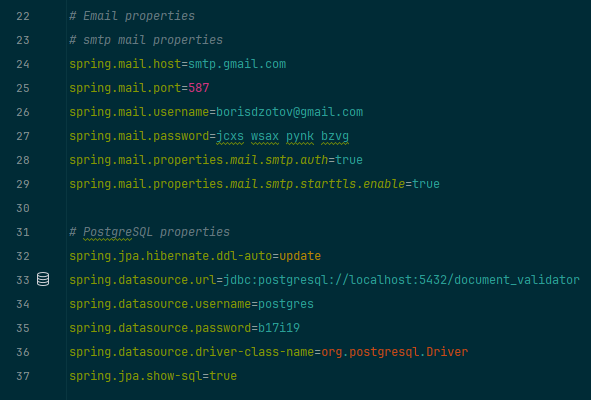 22 # Email properties
23 # smtp mail properties
24 spring.mail.host=smtp.gmail.com
25 spring.mail.port=587
26 spring.mail.username=borisdzotov@gmail.com
27 spring.mail.password=jcxs wsax pynk bzvg
28 spring.mail.properties.mail.smtp.auth=true
29 spring.mail.properties.mail.smtp.starttls.enable=true
30
31 # PostgreSQL properties
32 spring.jpa.hibernate.ddl-auto=update
33 spring.datasource.url=jdbc:postgresql://localhost:5432/document_validator
34 spring.datasource.username=postgres
35 spring.datasource.password=b17i19
36 spring.datasource.driver-class-name=org.postgresql.Driver
37 spring.jpa.show-sql=true